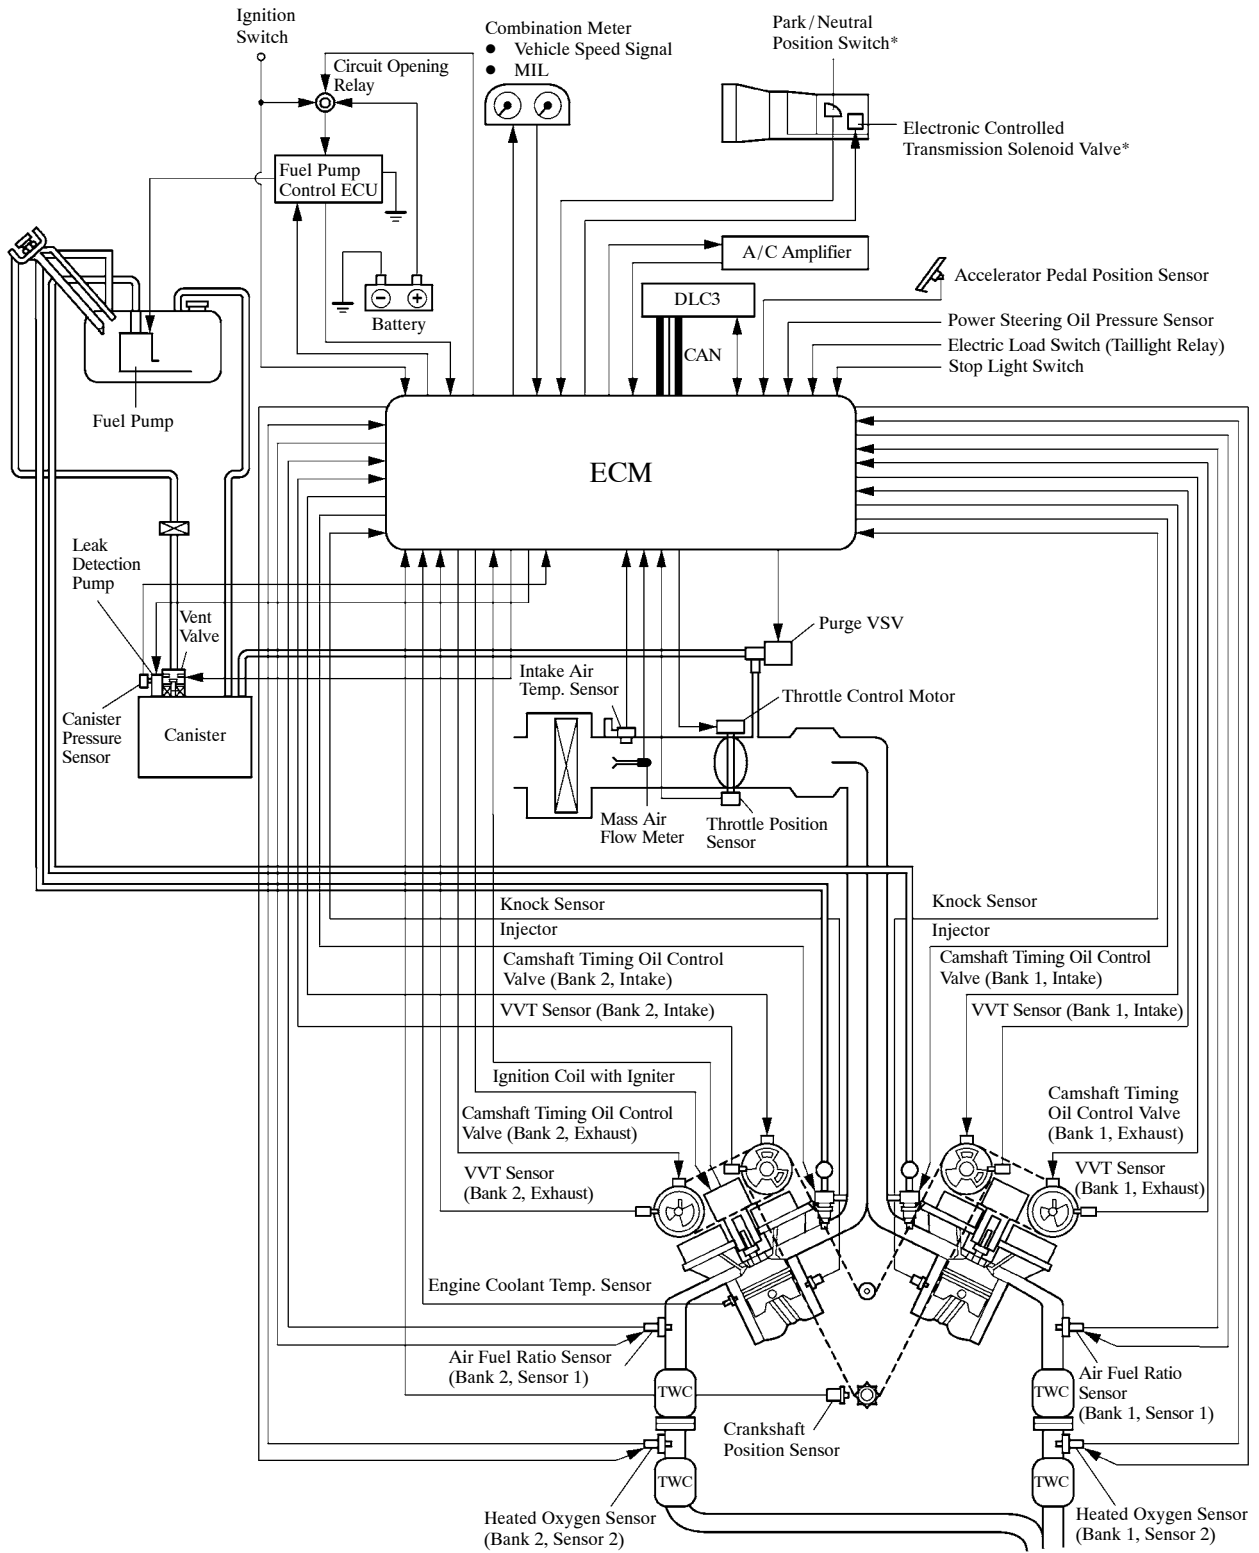 Ignition
Switch
Circuit Opening
Relay
Combination Meter
● Vehicle Speed Signal
● MIL
Park/Neutral
Position Switch*
Electronic Controlled
Transmission Solenoid Valve*
Fuel Pump
Control ECU
A/C Amplifier
Accelerator Pedal Position Sensor
DLC3
Battery
CAN
Power Steering Oil Pressure Sensor
Electric Load Switch (Taillight Relay)
Stop Light Switch
Fuel Pump
ECM
Leak
Detection
Pump
Vent
Valve
Purge VSV
Intake Air
Temp. Sensor
Throttle Control Motor
Canister
Pressure
Sensor
Canister
Mass Air
Flow Meter
Throttle Position
Sensor
Knock Sensor
Injector
Camshaft Timing Oil Control
Valve (Bank 2, Intake)
VVT Sensor (Bank 2, Intake)
Ignition Coil with Igniter
Camshaft Timing Oil Control
Valve (Bank 2, Exhaust)
VVT Sensor
(Bank 2, Exhaust)
Knock Sensor
Injector
Camshaft Timing Oil Control
Valve (Bank 1, Intake)
VVT Sensor (Bank 1, Intake)
Camshaft Timing
Oil Control Valve
(Bank 1, Exhaust)
VVT Sensor
(Bank 1, Exhaust)
Engine Coolant Temp. Sensor
Air Fuel Ratio Sensor
(Bank 2, Sensor 1)
TWC
TWC
Air Fuel Ratio
Sensor
(Bank 1, Sensor 1)
Crankshaft
Position Sensor
TWC
TWC
Heated Oxygen Sensor
(Bank 2, Sensor 2)
Heated Oxygen Sensor
(Bank 1, Sensor 2)